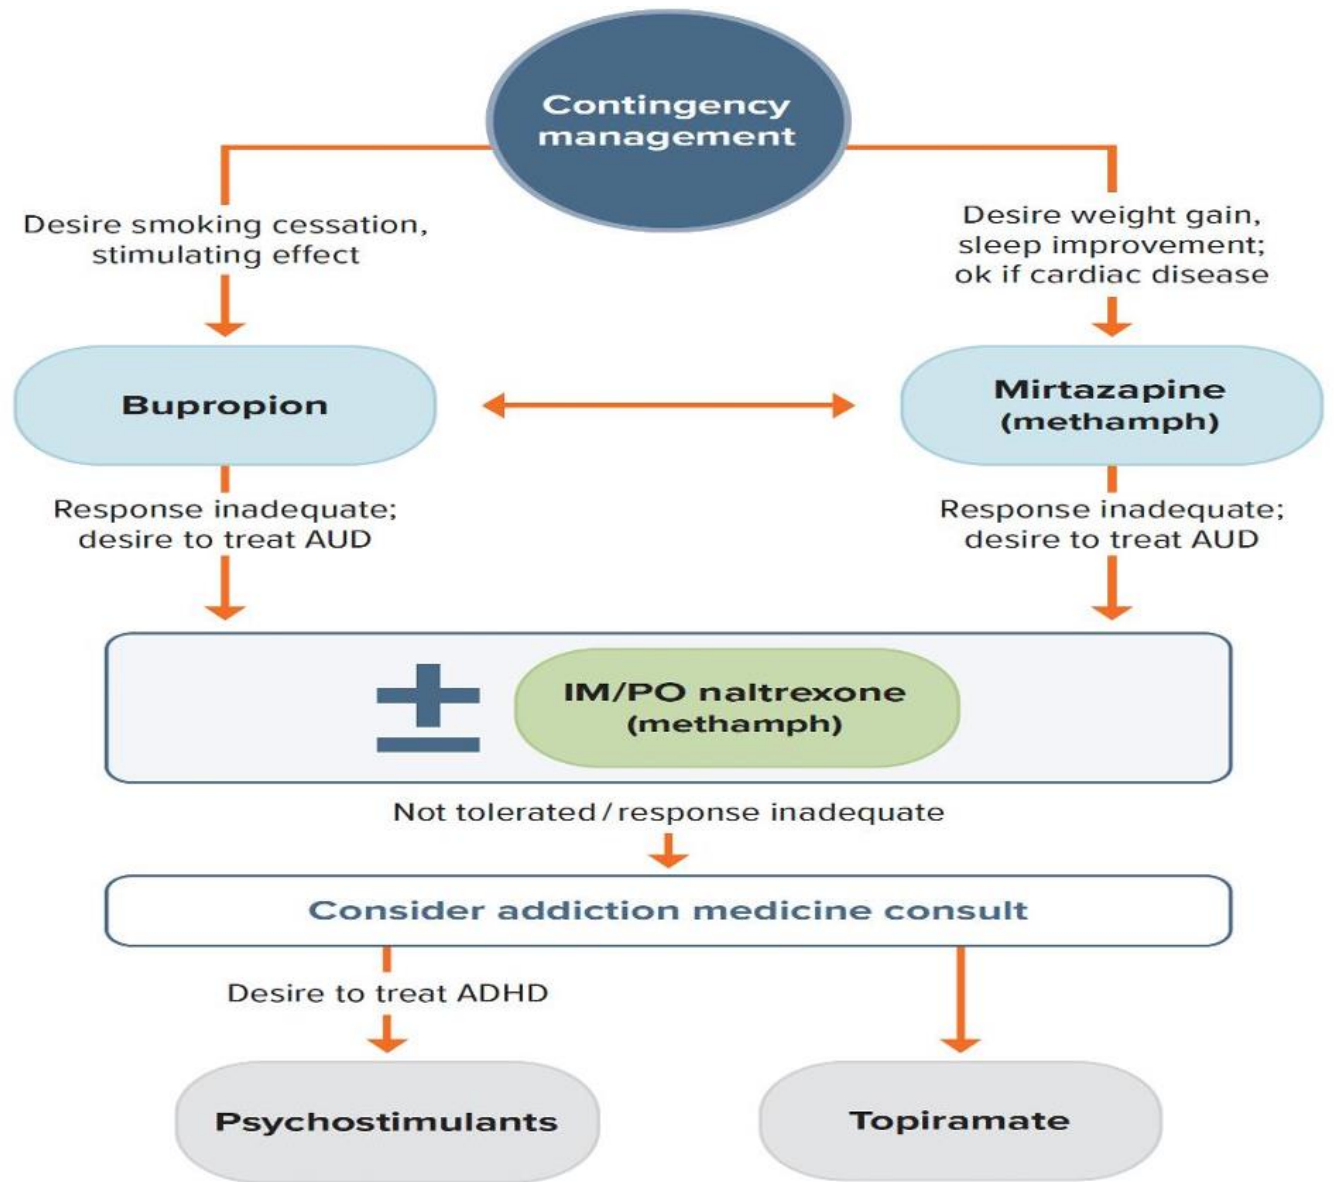 Contingency
management
Desire smoking cessation,
stimulating effect
Desire weight gain,
sleep improvement;
ok if cardiac disease
Bupropion
Mirtazapine
(methamph)
Response inadequate;
desire to treat AUD
Response inadequate;
desire to treat AUD
±
IM/PO naltrexone
(methamph)
Not tolerated/response inadequate
Consider addiction medicine consult
Desire to treat ADHD
Psychostimulants
Topiramate